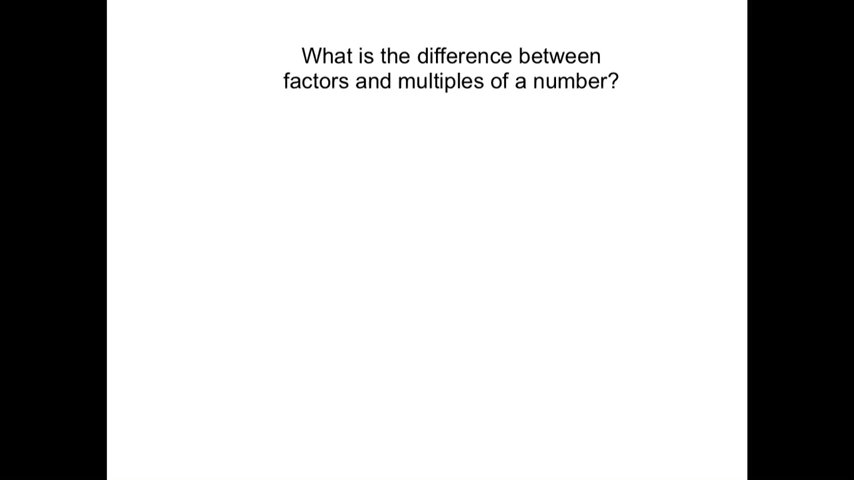 What is the difference between
factors and multiples of a number?